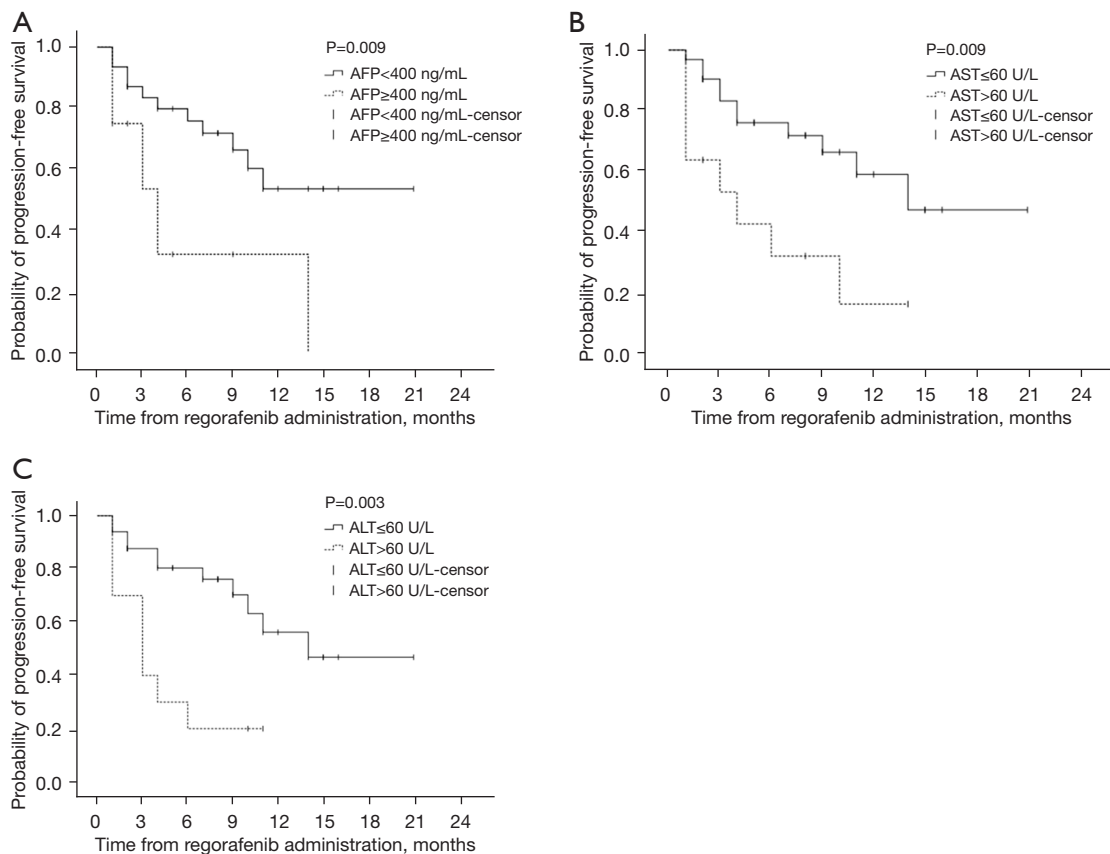 A
P=0.009
AFP<400 ng/mL
AFP≥400 ng/mL
AFP<400 ng/mL-censor
AFP≥400 ng/mL-censor
Probability of progression-free survival
1.0
0.8
0.6
0.4
0.2
0.0
0 3 6 9 12 15 18 21 24
Time from regorafenib administration, months
B
P=0.009
AST≤60 U/L
AST>60 U/L
AST≤60 U/L-censor
AST>60 U/L-censor
Probability of progression-free survival
1.0
0.8
0.6
0.4
0.2
0.0
0 3 6 9 12 15 18 21 24
Time from regorafenib administration, months
C
P=0.003
ALT≤60 U/L
ALT>60 U/L
ALT≤60 U/L-censor
ALT>60 U/L-censor
Probability of progression-free survival
1.0
0.8
0.6
0.4
0.2
0.0
0 3 6 9 12 15 18 21 24
Time from regorafenib administration, months